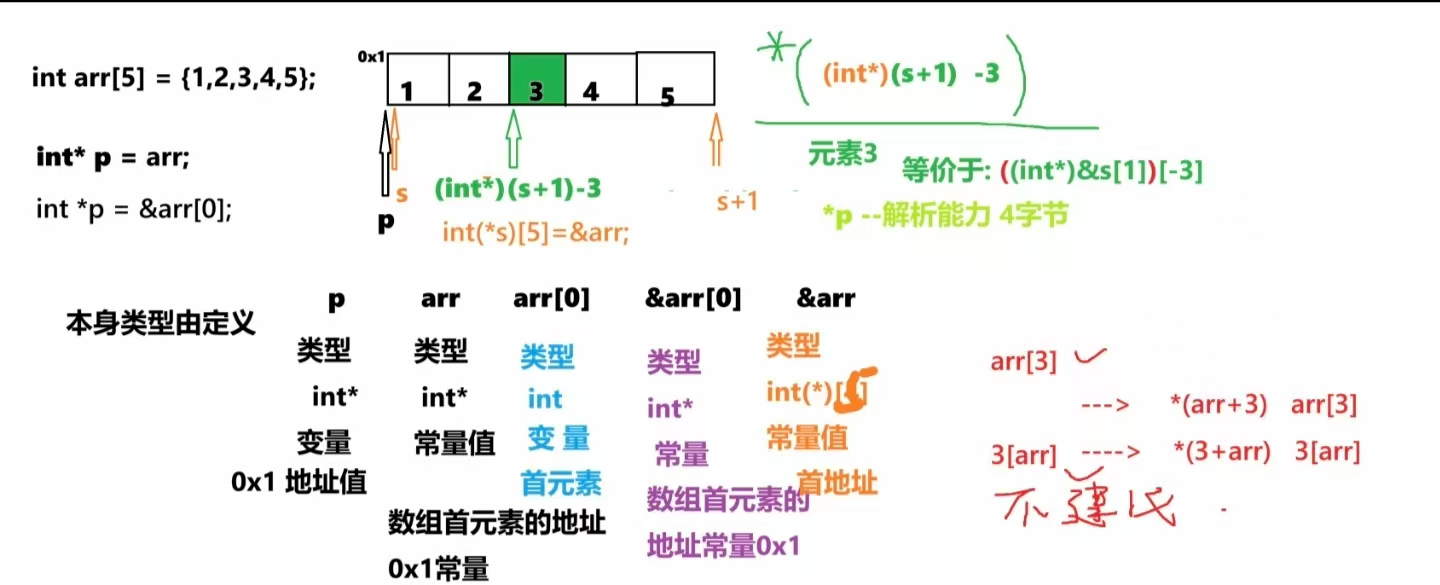 int arr[5] = {1,2,3,4,5};
int* p = arr;
int *p = &arr[0];
0x1
1 2 3 4 5
p
s
(int*)(s+1)-3
int(*s)[5]=&arr;
s+1
*( (int*)(s+1) -3 )
元素3
等价于: ((int*)&s[1])[-3]
*p --解析能力 4字节
本身类型由定义
p arr arr[0] &arr[0] &arr
类型 类型 类型 类型 类型
int* int* int int* int(*)[5]
变量 常量值 变 量 常量 常量值
0x1 地址值
首元素
首地址
数组首元素的地址
0x1常量
数组首元素的
地址常量0x1
arr[3]
---> *(arr+3) arr[3]
3[arr] ----> *(3+arr) 3[arr]
不建